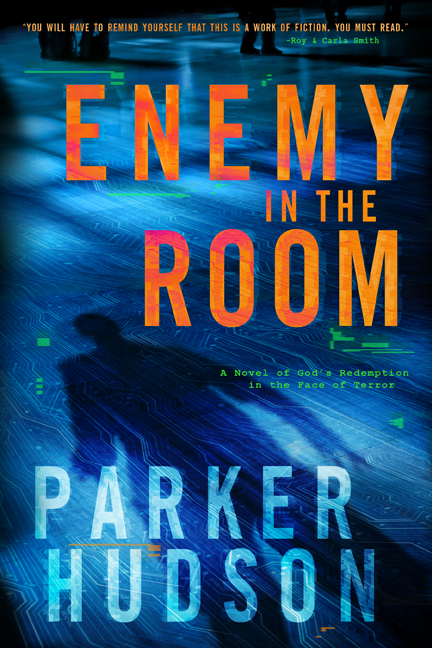 "YOU WILL HAVE TO REMIND YOURSELF THAT THIS IS A WORK OF FICTION. YOU MUST READ."
-Roy & Carla Smith
ENEMY
IN THE
ROOM
A Novel of God's Redemption
in the Face of Terror
PARKER
HUDSON